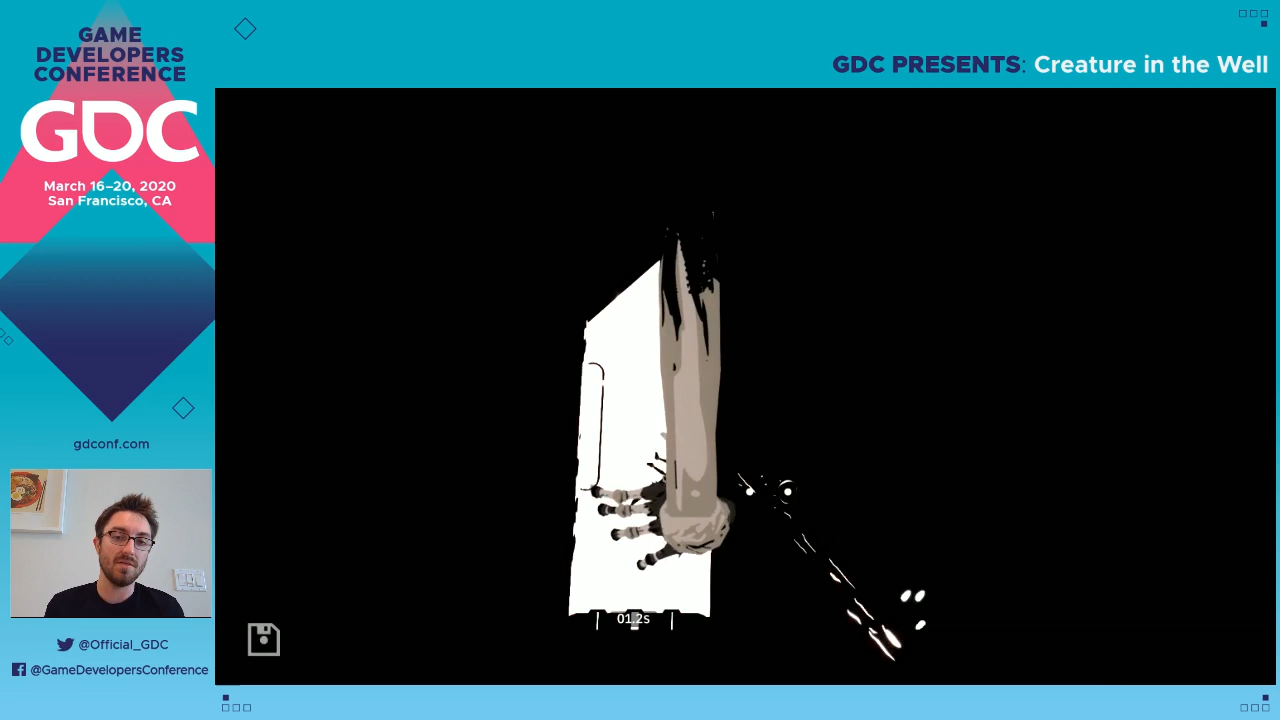 GAME
DEVELOPERS
CONFERENCE
GDC
March 16–20, 2020
San Francisco, CA
gdconf.com
@Official_GDC
@GameDevelopersConference
GDC PRESENTS: Creature in the Well
01.2s